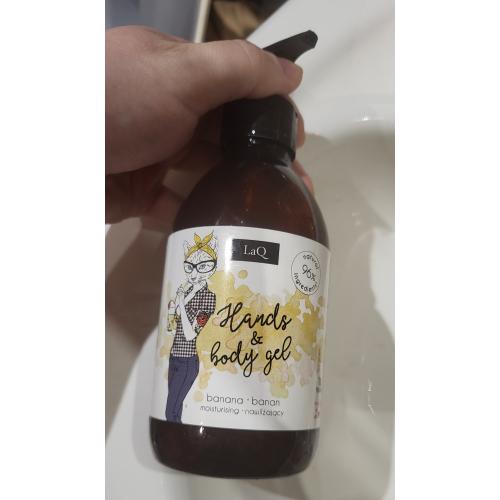 LaQ
natural
96%
ingredients
Hands
&
body gel
banana · banan
moisturising · nawilżający